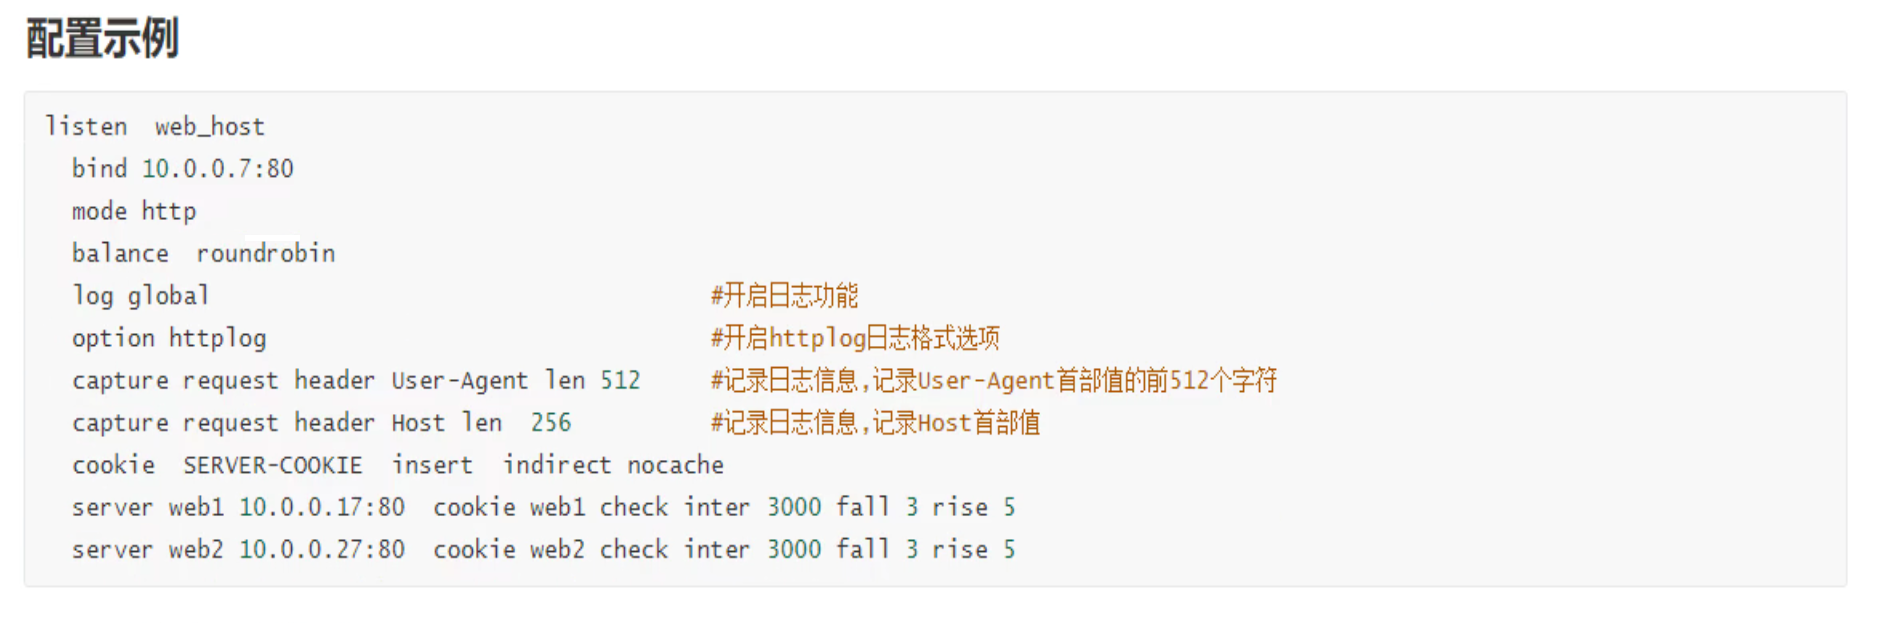 配置示例
listen  web_host
  bind 10.0.0.7:80
  mode http
  balance  roundrobin
  log global                                  #开启日志功能
  option httplog                              #开启httplog日志格式选项
  capture request header User-Agent len 512   #记录日志信息,记录User-Agent首部值的前512个字符
  capture request header Host len  256        #记录日志信息,记录Host首部值
  cookie  SERVER-COOKIE  insert  indirect nocache
  server web1 10.0.0.17:80  cookie web1 check inter 3000 fall 3 rise 5
  server web2 10.0.0.27:80  cookie web2 check inter 3000 fall 3 rise 5